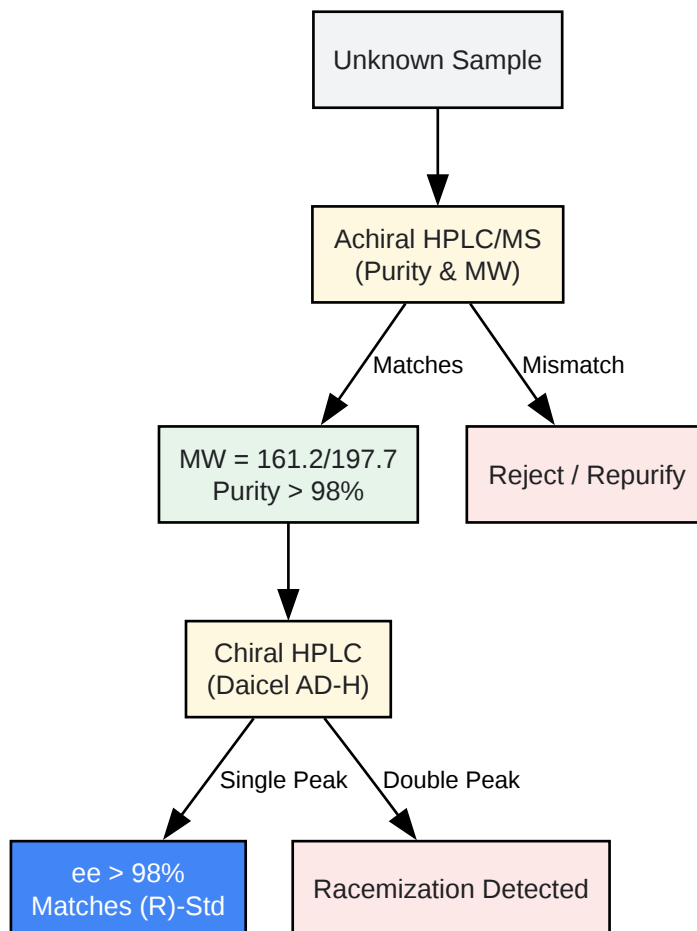 Unknown Sample
Achiral HPLC/MS
(Purity & MW)
Matches
Mismatch
MW = 161.2/197.7
Purity > 98%
Reject / Repurify
Chiral HPLC
(Daicel AD-H)
Single Peak
Double Peak
ee > 98%
Matches (R)-Std
Racemization Detected